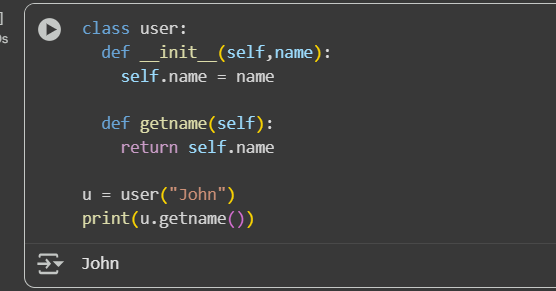 ]
0s
class user:
  def __init__(self,name):
    self.name = name

  def getname(self):
    return self.name

u = user("John")
print(u.getname())
John